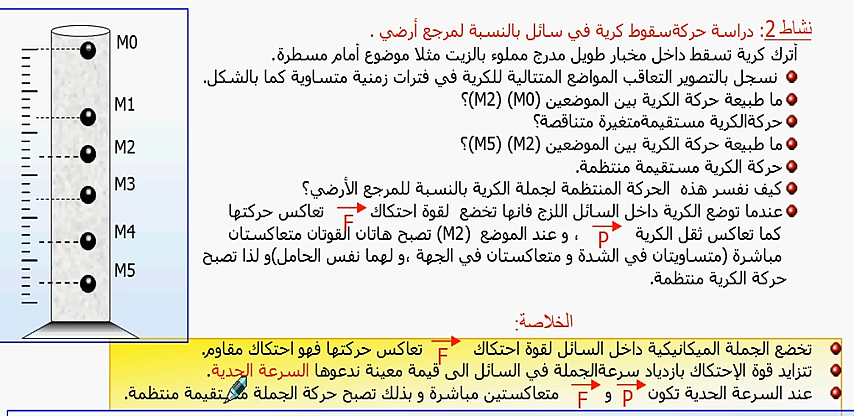 نشاط 2: دراسة حركةسقوط كرية في سائل بالنسبة لمرجع أرضي .
أترك كرية تسقط داخل مخبار طويل مدرج مملوء بالزيت مثلا موضوع أمام مسطرة.
نسجل بالتصوير التعاقب المواضع المتتالية للكرية في فترات زمنية متساوية كما بالشكل.
ما طبيعة حركة الكرية بين الموضعين (M0) (M2)؟
حركةالكرية مستقيمةمتغيرة متناقصة؟
ما طبيعة حركة الكرية بين الموضعين (M2) (M5)؟
حركة الكرية مستقيمة منتظمة.
كيف نفسر هذه الحركة المنتظمة لجملة الكرية بالنسبة للمرجع الأرضي؟
عندما توضع الكرية داخل السائل اللزج فانها تخضع لقوة احتكاك F تعاكس حركتها
كما تعاكس ثقل الكرية P ، و عند الموضع (M2) تصبح هاتان القوتان متعاكستان
مباشرة (متساويتان في الشدة و متعاكستان في الجهة ،و لهما نفس الحامل)و لذا تصبح
حركة الكرية منتظمة.
M0
M1
M2
M3
M4
M5
الخلاصة:
تخضع الجملة الميكانيكية داخل السائل لقوة احتكاك F تعاكس حركتها فهو احتكاك مقاوم.
تتزايد قوة الإحتكاك بازدياد سرعةالجملة في السائل الى قيمة معينة ندعوها السرعة الحدية.
عند السرعة الحدية تكون P و F متعاكستين مباشرة و بذلك تصبح حركة الجملة مستقيمة منتظمة.